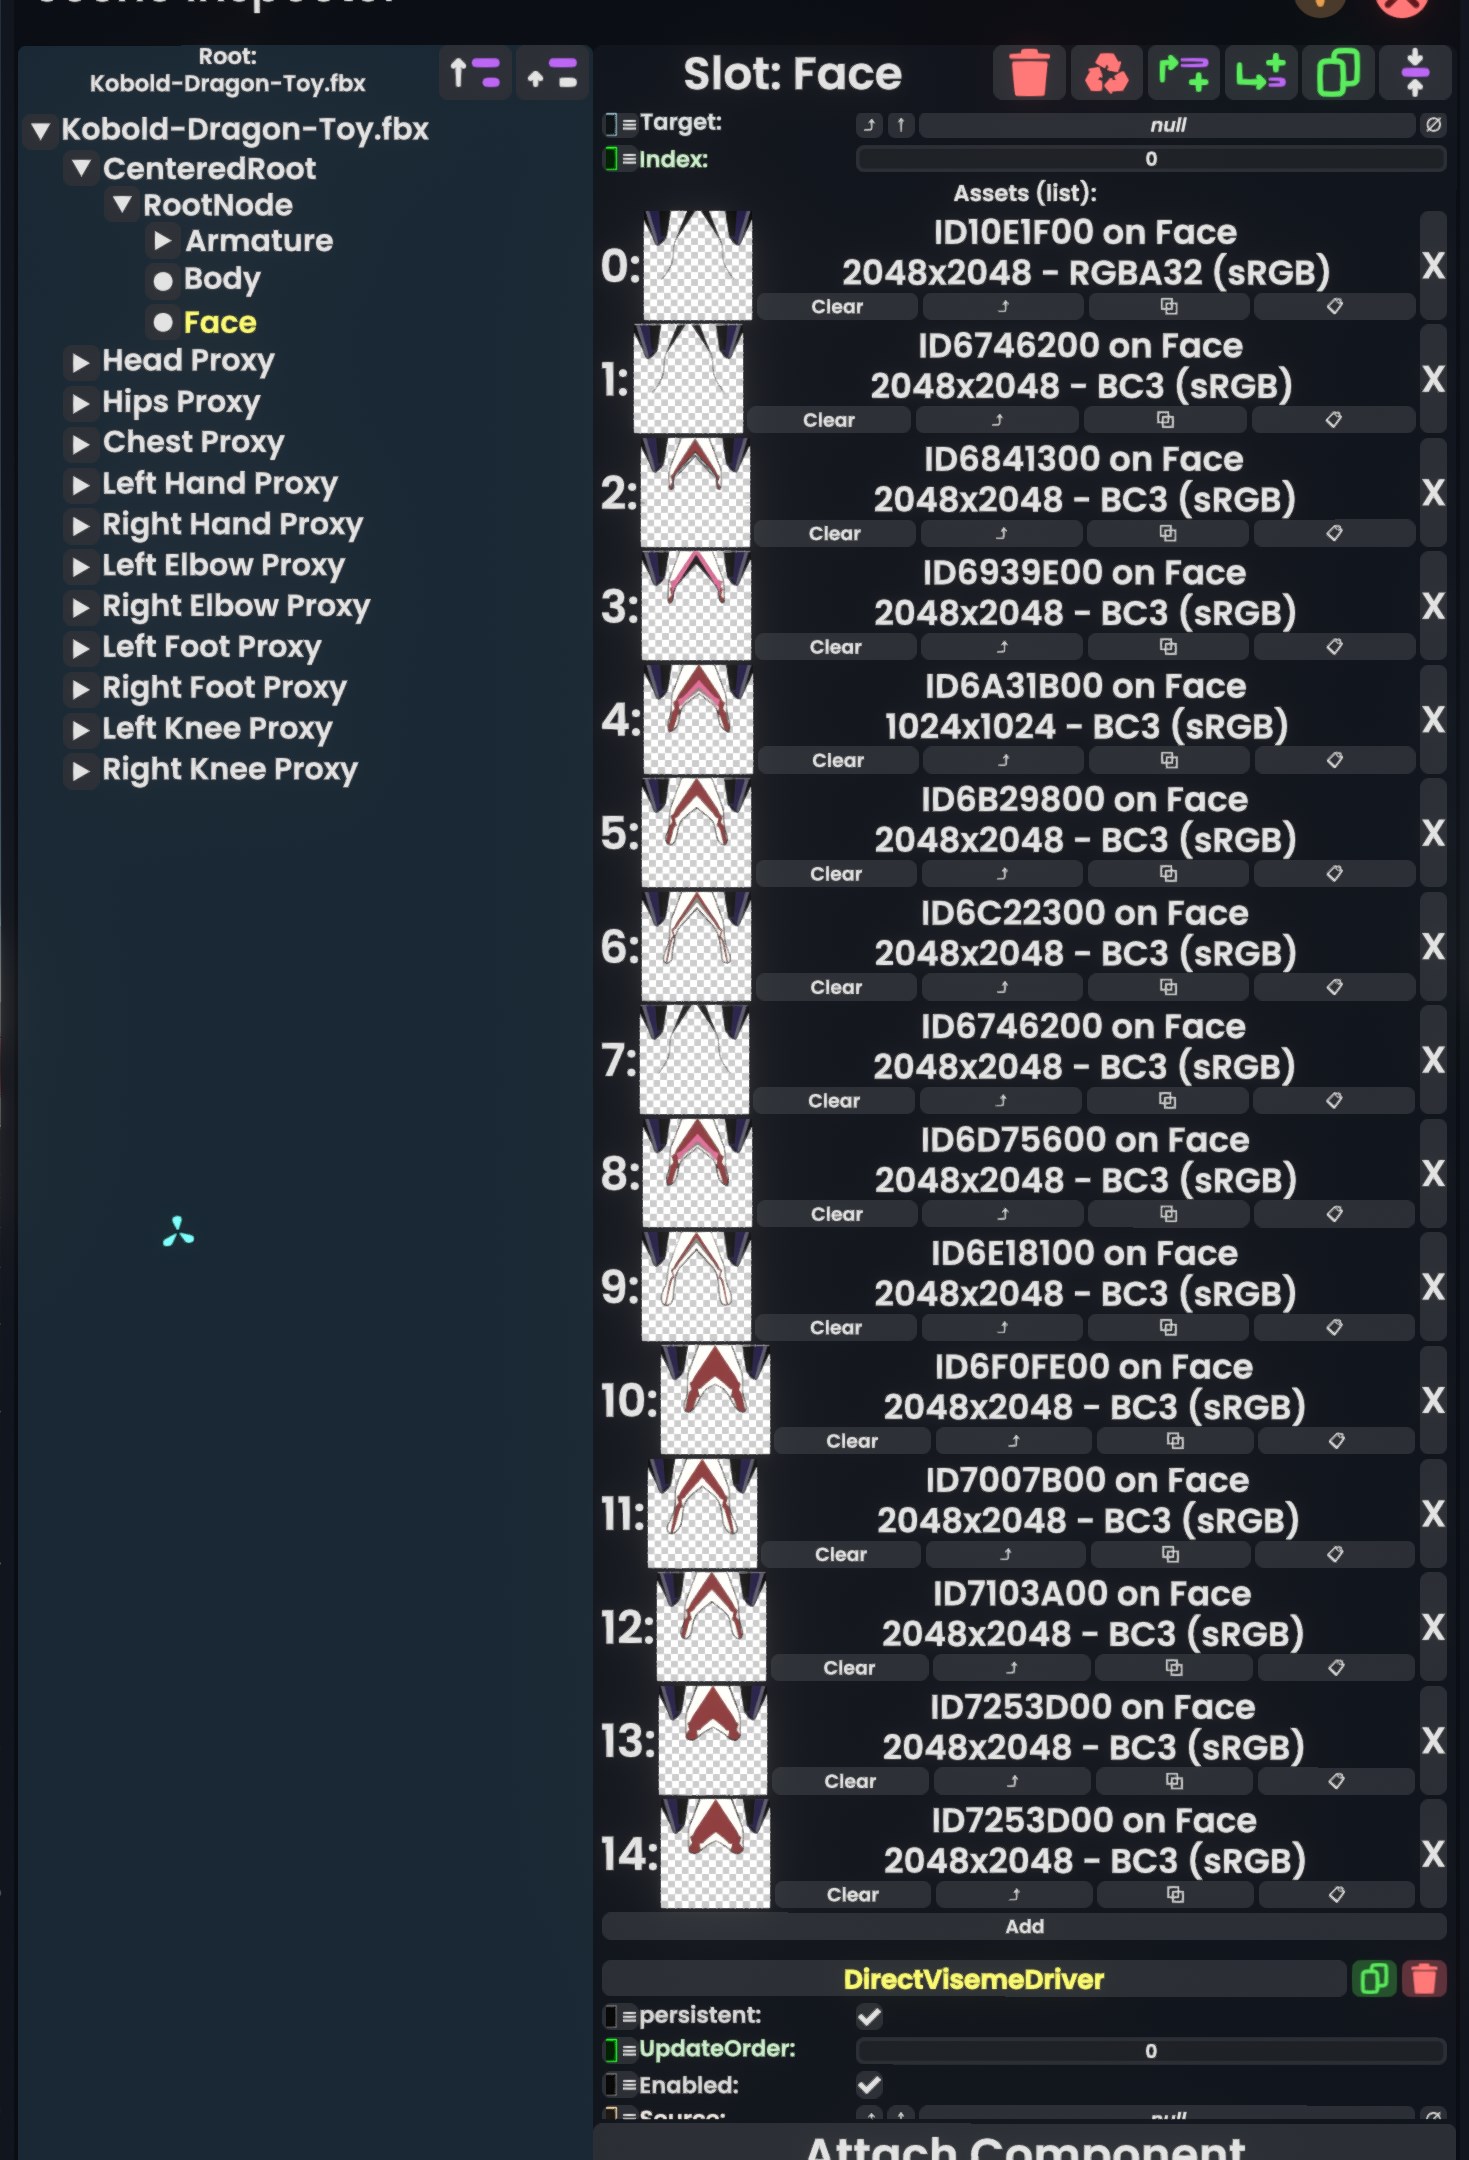 Root:
Kobold-Dragon-Toy.fbx
Kobold-Dragon-Toy.fbx
CenteredRoot
RootNode
Armature
Body
Face
Head Proxy
Hips Proxy
Chest Proxy
Left Hand Proxy
Right Hand Proxy
Left Elbow Proxy
Right Elbow Proxy
Left Foot Proxy
Right Foot Proxy
Left Knee Proxy
Right Knee Proxy
Slot: Face
Target: null
Index: 0
Assets (list):
0: ID10E1F00 on Face X
2048x2048 - RGBA32 (sRGB)
Clear
1: ID6746200 on Face X
2048x2048 - BC3 (sRGB)
Clear
2: ID6841300 on Face X
2048x2048 - BC3 (sRGB)
Clear
3: ID6939E00 on Face X
2048x2048 - BC3 (sRGB)
Clear
4: ID6A31B00 on Face X
1024x1024 - BC3 (sRGB)
Clear
5: ID6B29800 on Face X
2048x2048 - BC3 (sRGB)
Clear
6: ID6C22300 on Face X
2048x2048 - BC3 (sRGB)
Clear
7: ID6746200 on Face X
2048x2048 - BC3 (sRGB)
Clear
8: ID6D75600 on Face X
2048x2048 - BC3 (sRGB)
Clear
9: ID6E18100 on Face X
2048x2048 - BC3 (sRGB)
Clear
10: ID6F0FE00 on Face X
2048x2048 - BC3 (sRGB)
Clear
11: ID7007B00 on Face X
2048x2048 - BC3 (sRGB)
Clear
12: ID7103A00 on Face X
2048x2048 - BC3 (sRGB)
Clear
13: ID7253D00 on Face X
2048x2048 - BC3 (sRGB)
Clear
14: ID7253D00 on Face X
2048x2048 - BC3 (sRGB)
Clear
Add
DirectVisemeDriver
persistent:
UpdateOrder: 0
Enabled:
Source: null
Attach Component